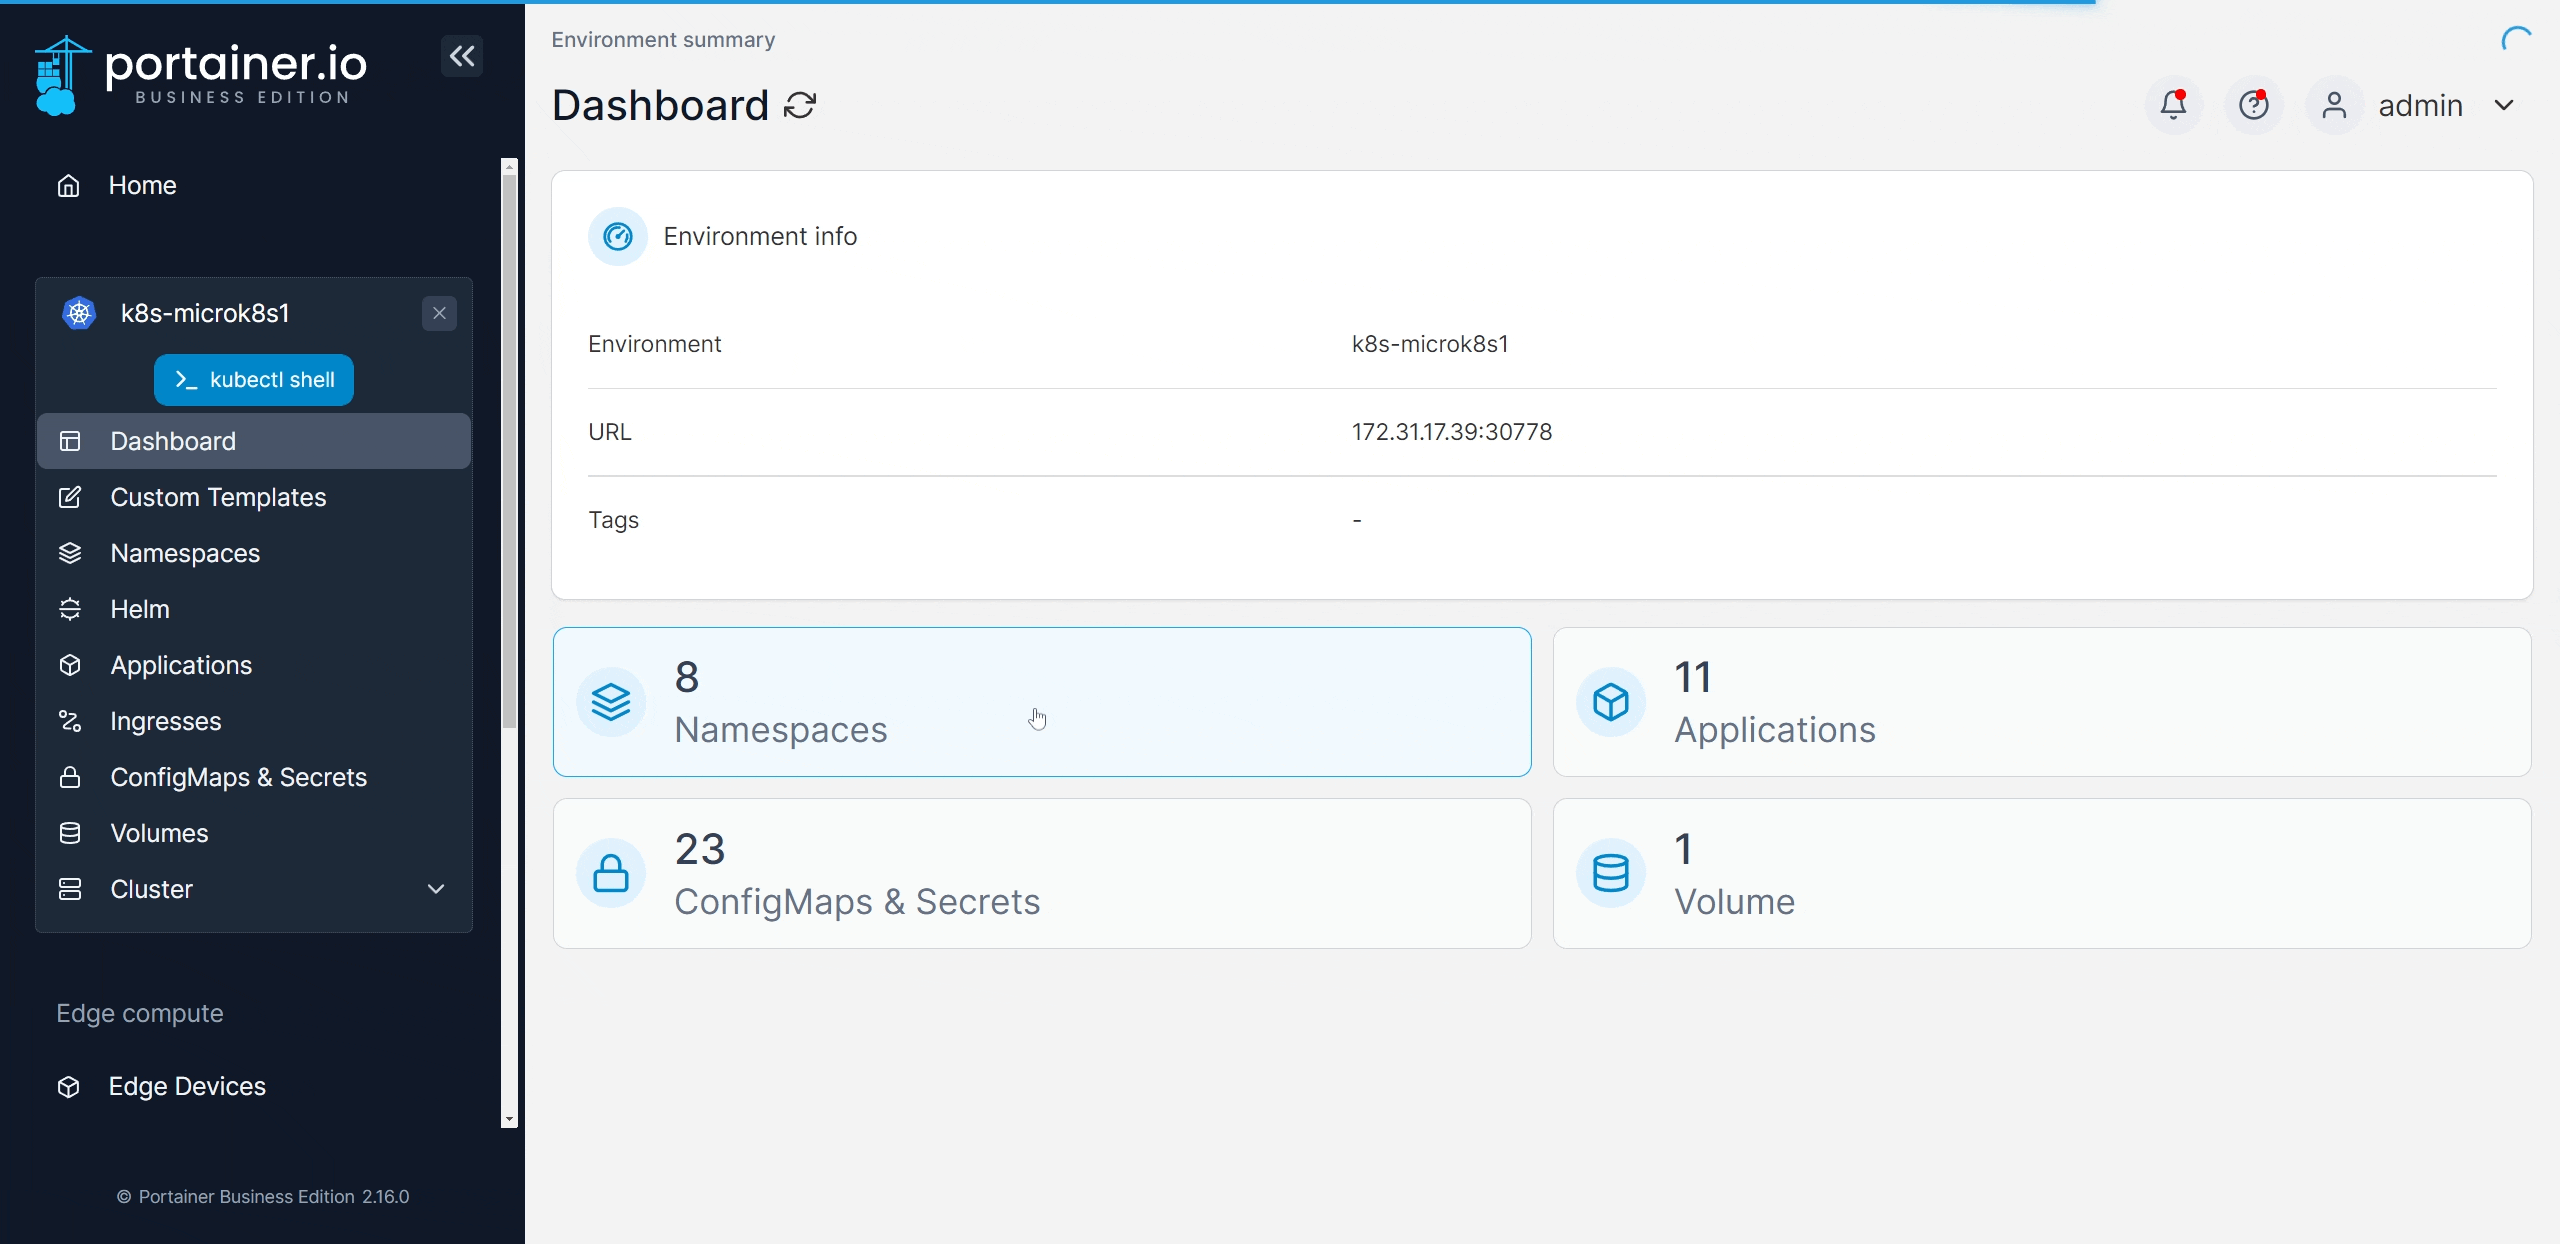 portainer.io
BUSINESS EDITION
Home
k8s-microk8s1
>_ kubectl shell
Dashboard
Custom Templates
Namespaces
Helm
Applications
Ingresses
ConfigMaps & Secrets
Volumes
Cluster
Edge compute
Edge Devices
© Portainer Business Edition 2.16.0
Environment summary
Dashboard
admin
Environment info
Environment k8s-microk8s1
URL 172.31.17.39:30778
Tags -
8
Namespaces
11
Applications
23
ConfigMaps & Secrets
1
Volume